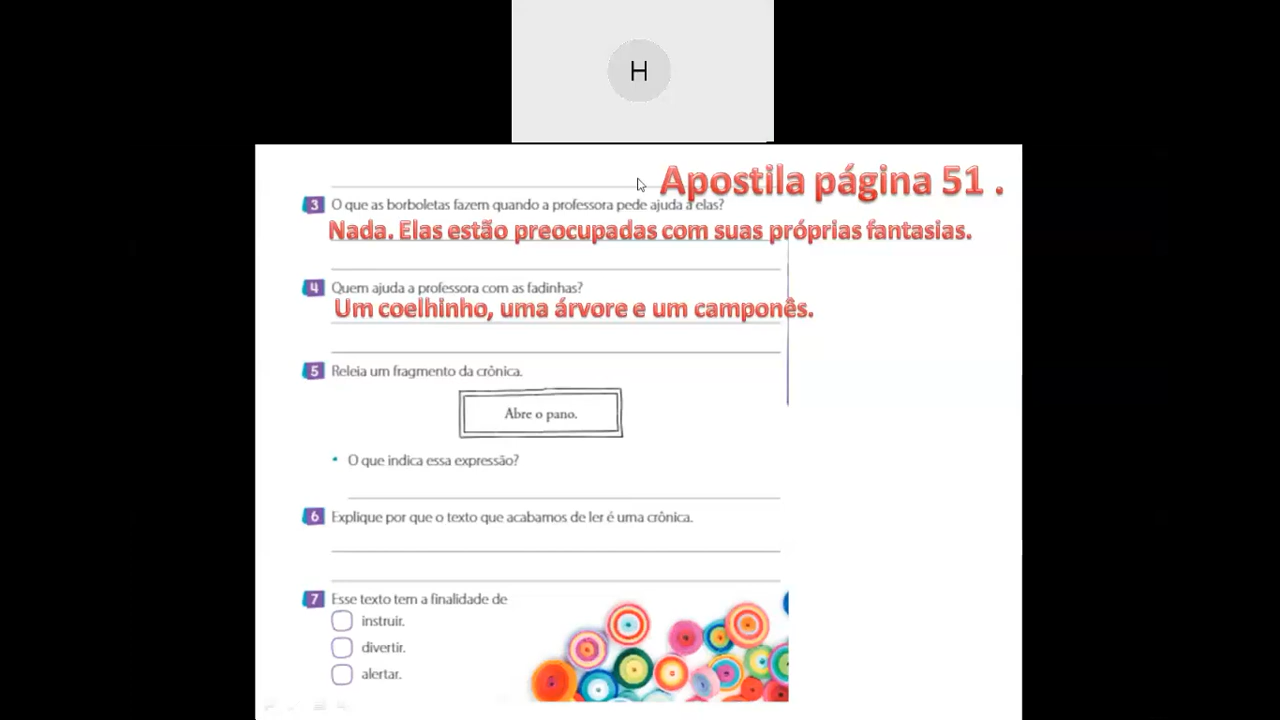 H
Apostila página 51 .
3 O que as borboletas fazem quando a professora pede ajuda a elas?
Nada. Elas estão preocupadas com suas próprias fantasias.
4 Quem ajuda a professora com as fadinhas?
Um coelhinho, uma árvore e um camponês.
5 Releia um fragmento da crônica.
Abre o pano.
• O que indica essa expressão?
6 Explique por que o texto que acabamos de ler é uma crônica.
7 Esse texto tem a finalidade de
instruir.
divertir.
alertar.